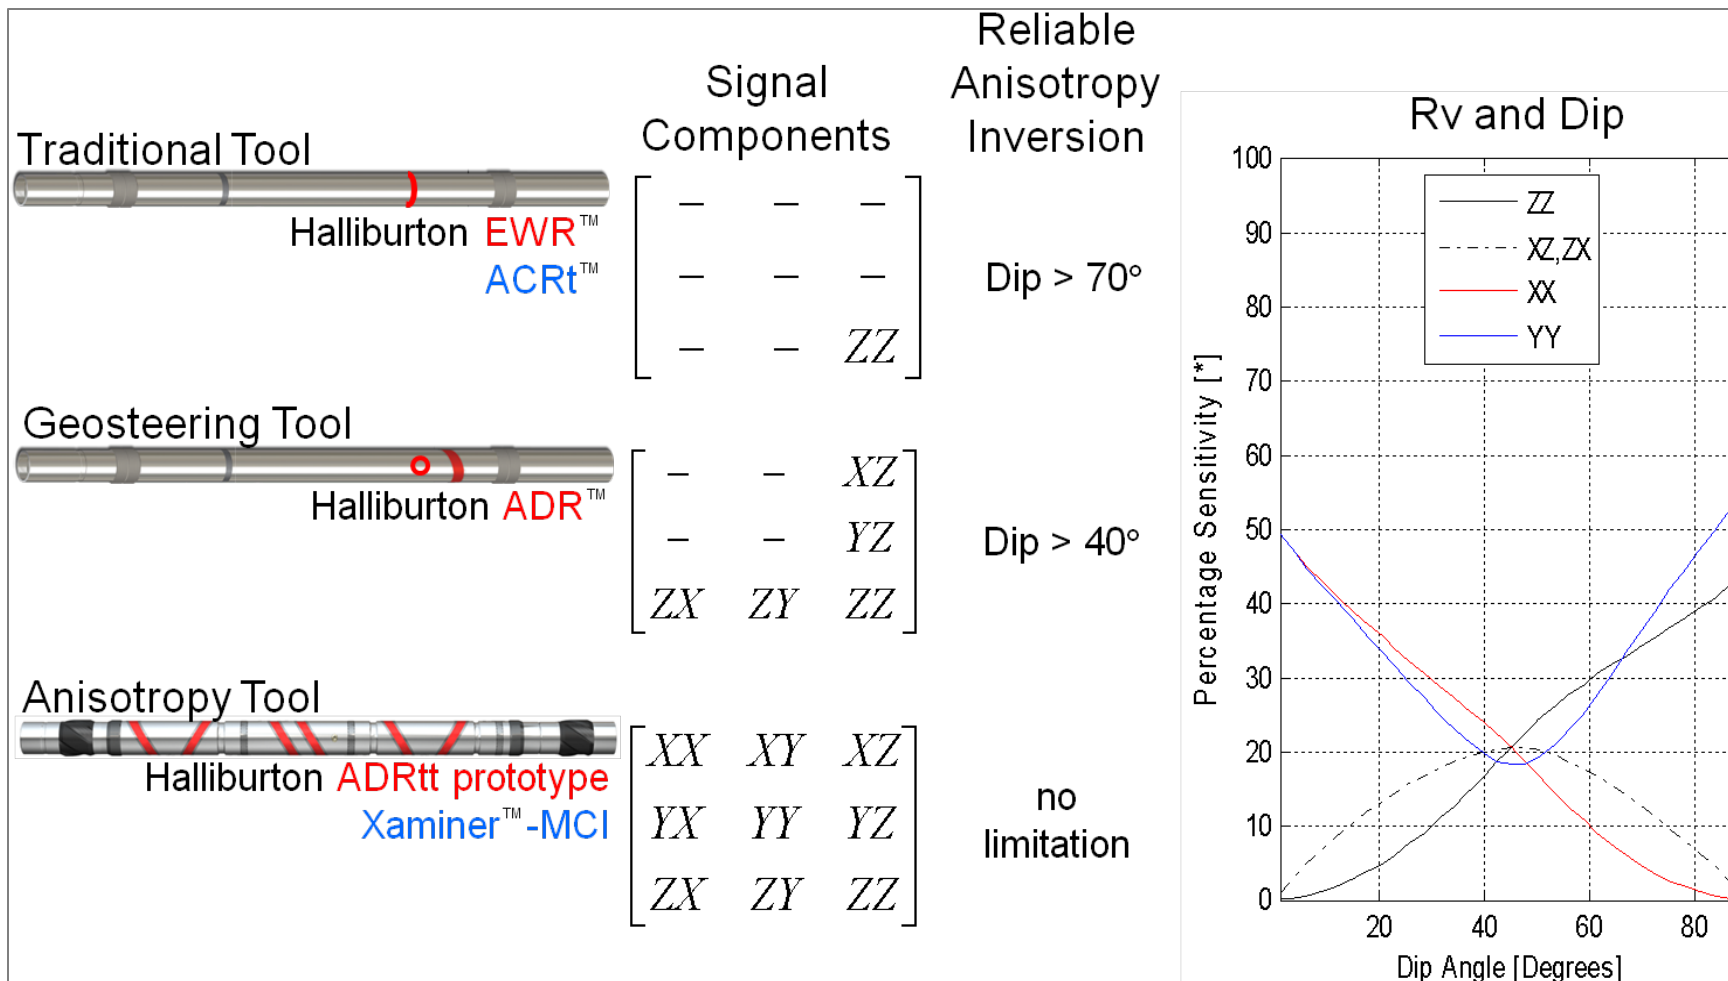 Reliable
Signal Anisotropy
Components Inversion
Traditional Tool
Halliburton EWR™
ACRt™
– – –
– – –
– – ZZ
Dip > 70°
Geosteering Tool
Halliburton ADR™
– – XZ
– – YZ
ZX ZY ZZ
Dip > 40°
Anisotropy Tool
Halliburton ADRtt prototype
Xaminer™-MCI
XX XY XZ
YX YY YZ
ZX ZY ZZ
no
limitation
Rv and Dip
ZZ
XZ,ZX
XX
YY
Percentage Sensitivity [*]
100
90
80
70
60
50
40
30
20
10
0
20 40 60 80
Dip Angle [Degrees]